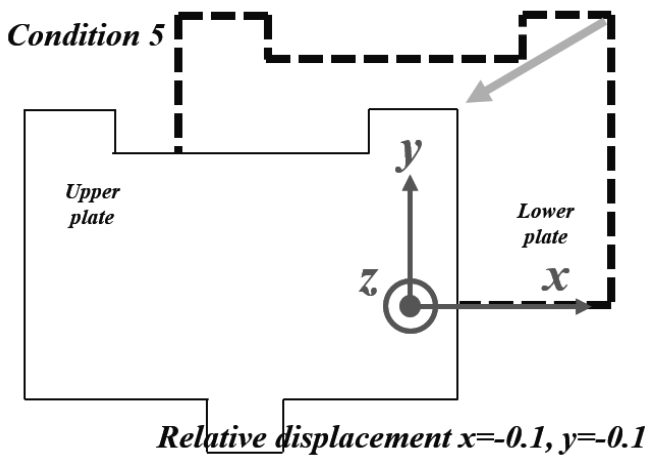 Condition 5
Upper
plate
y
Lower
plate
z
x
Relative displacement x=-0.1, y=-0.1